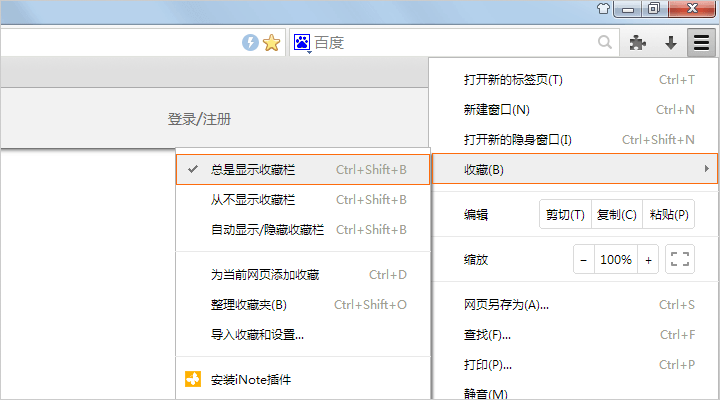 百度
登录/注册
打开新的标签页(T) Ctrl+T
新建窗口(N) Ctrl+N
打开新的隐身窗口(I) Ctrl+Shift+N
收藏(B)
编辑 剪切(T) 复制(C) 粘贴(P)
缩放 − 100% +
网页另存为(A)... Ctrl+S
查找(F)... Ctrl+F
打印(P)... Ctrl+P
静音(M)
总是显示收藏栏 Ctrl+Shift+B
从不显示收藏栏 Ctrl+Shift+B
自动显示/隐藏收藏栏 Ctrl+Shift+B
为当前网页添加收藏 Ctrl+D
整理收藏夹(B) Ctrl+Shift+O
导入收藏和设置...
安装iNote插件